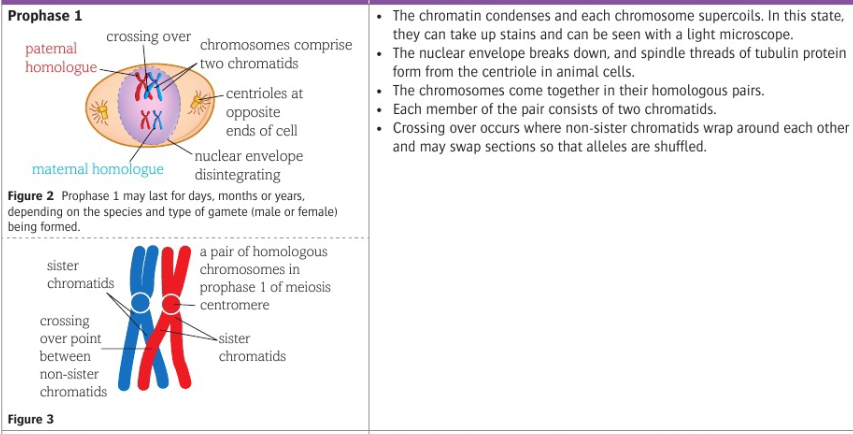 Prophase 1
crossing over
paternal
homologue
chromosomes comprise
two chromatids
centrioles at
opposite
ends of cell
nuclear envelope
disintegrating
maternal homologue
Figure 2 Prophase 1 may last for days, months or years,
depending on the species and type of gamete (male or female)
being formed.
sister
chromatids
a pair of homologous
chromosomes in
prophase 1 of meiosis
centromere
crossing
over point
between
non-sister
chromatids
sister
chromatids
Figure 3
• The chromatin condenses and each chromosome supercoils. In this state,
they can take up stains and can be seen with a light microscope.
• The nuclear envelope breaks down, and spindle threads of tubulin protein
form from the centriole in animal cells.
• The chromosomes come together in their homologous pairs.
• Each member of the pair consists of two chromatids.
• Crossing over occurs where non-sister chromatids wrap around each other
and may swap sections so that alleles are shuffled.